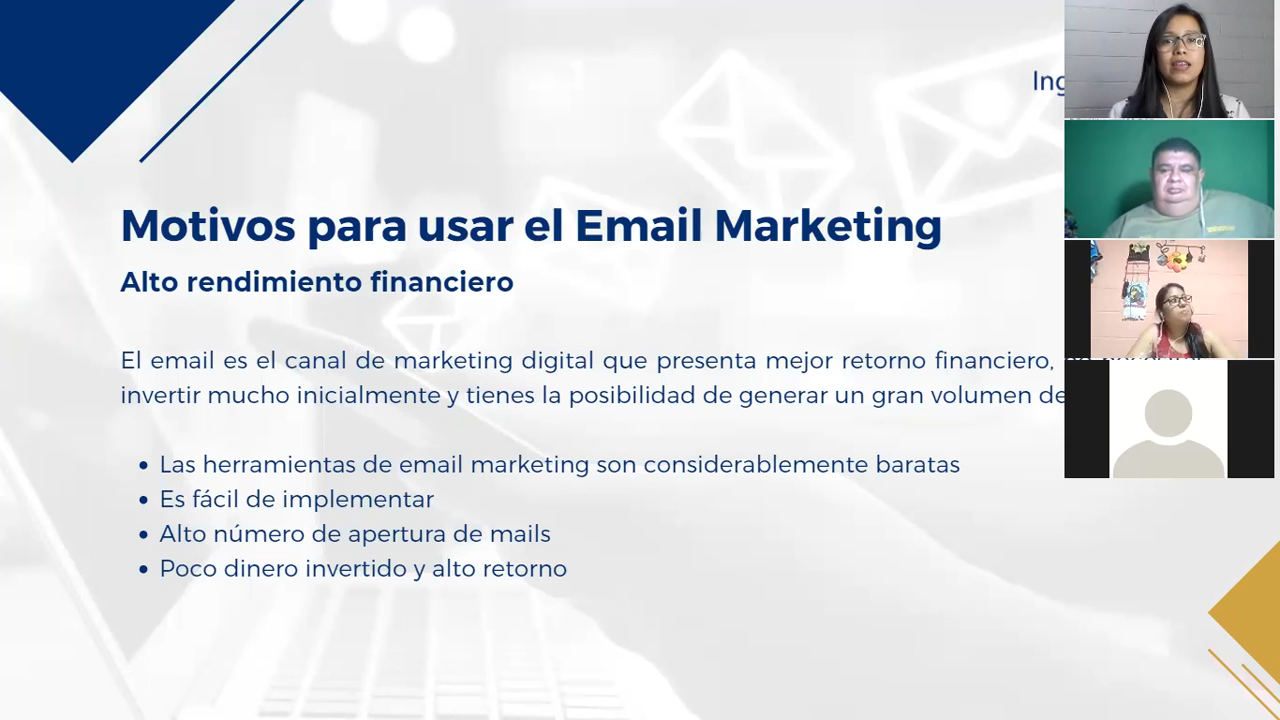 Ing
Motivos para usar el Email Marketing
Alto rendimiento financiero
El email es el canal de marketing digital que presenta mejor retorno financiero,
invertir mucho inicialmente y tienes la posibilidad de generar un gran volumen de
• Las herramientas de email marketing son considerablemente baratas
• Es fácil de implementar
• Alto número de apertura de mails
• Poco dinero invertido y alto retorno